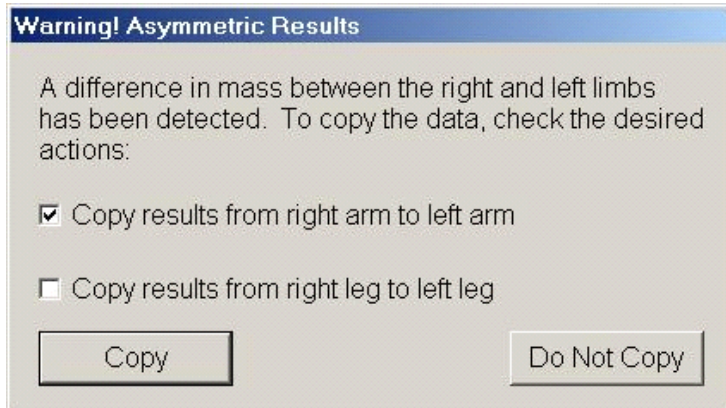 Warning! Asymmetric Results
A difference in mass between the right and left limbs
has been detected. To copy the data, check the desired
actions:
Copy results from right arm to left arm
Copy results from right leg to left leg
Copy
Do Not Copy